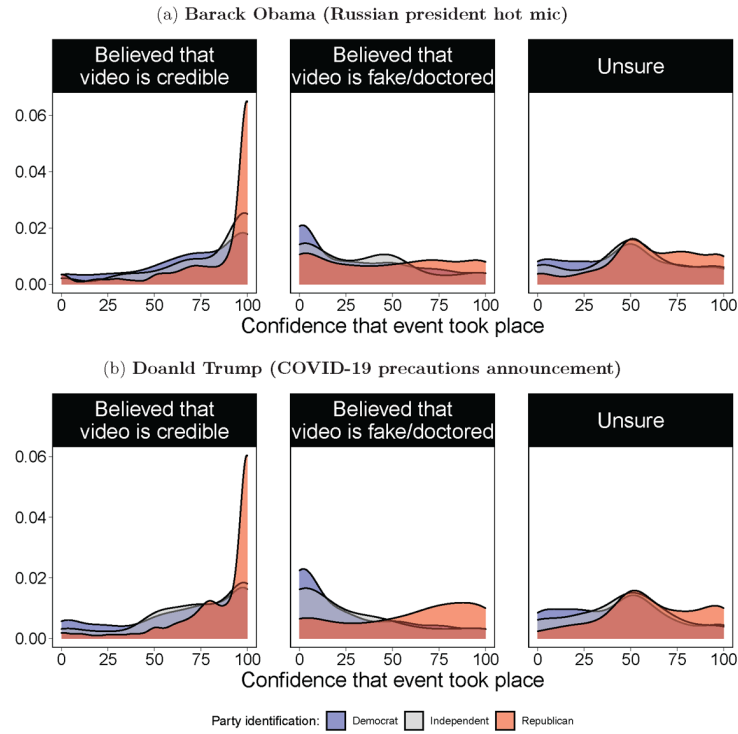 (a) Barack Obama (Russian president hot mic)
Believed that
video is credible
Believed that
video is fake/doctored
Unsure
0.06
0.04
0.02
0.00
0 25 50 75 100 0 25 50 75 100 0 25 50 75 100
Confidence that event took place
(b) Doanld Trump (COVID-19 precautions announcement)
Believed that
video is credible
Believed that
video is fake/doctored
Unsure
0.06
0.04
0.02
0.00
0 25 50 75 100 0 25 50 75 100 0 25 50 75 100
Confidence that event took place
Party identification: Democrat Independent Republican